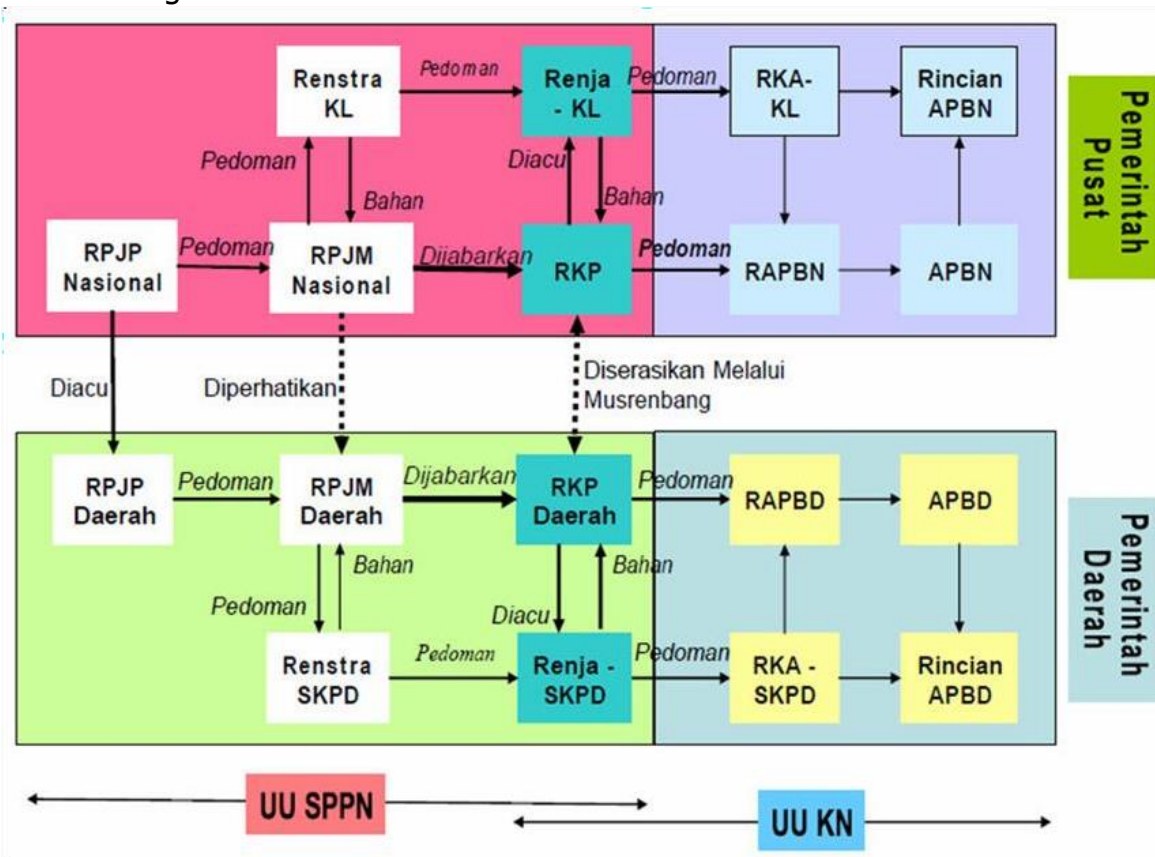 Renstra
KL
Pedoman
Renja
- KL
Pedoman
RKA-
KL
Rincian
APBN
Pemerintah
Pusat
Pedoman
Bahan
Diacu
Bahan
RPJP
Nasional
Pedoman
RPJM
Nasional
Dijabarkan
RKP
Pedoman
RAPBN
APBN
Diacu
Diperhatikan
Diserasikan Melalui
Musrenbang
RPJP
Daerah
Pedoman
RPJM
Daerah
Dijabarkan
RKP
Daerah
Pedoman
RAPBD
APBD
Pemerintah
Daerah
Pedoman
Bahan
Diacu
Bahan
Renstra
SKPD
Pedoman
Renja -
SKPD
Pedoman
RKA -
SKPD
Rincian
APBD
UU SPPN
UU KN